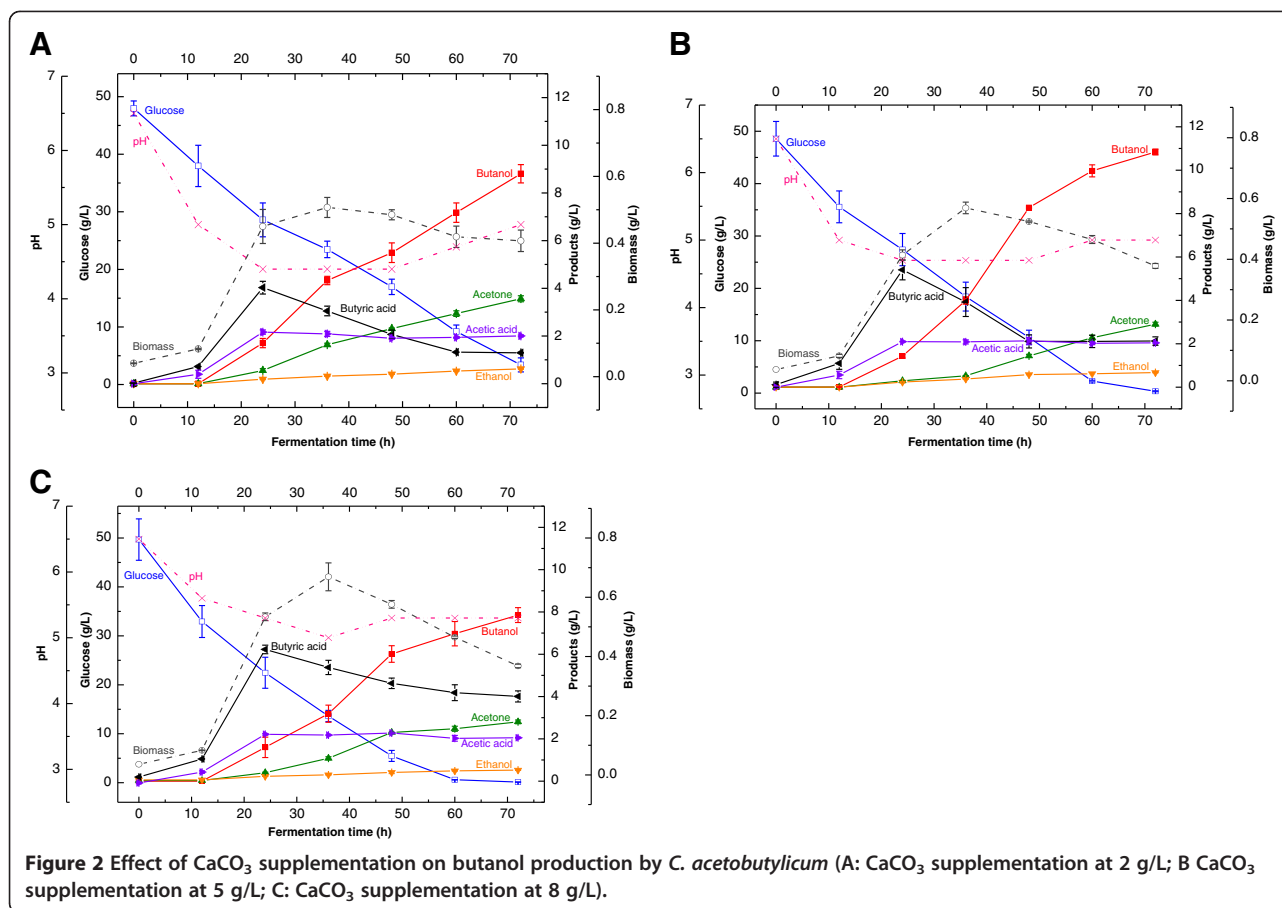 A
0 10 20 30 40 50 60 70
7
6
5
4
3
pH
50
40
30
20
10
0
Glucose (g/L)
Glucose
pH
Butanol
Butyric acid
Acetone
Acetic acid
Biomass
Ethanol
12
10
8
6
4
2
0
Products (g/L)
0.8
0.6
0.4
0.2
0.0
Biomass (g/L)
0 10 20 30 40 50 60 70
Fermentation time (h)
B
0 10 20 30 40 50 60 70
7
6
5
4
3
pH
50
40
30
20
10
0
Glucose (g/L)
Glucose
pH
Butanol
Butyric acid
Acetone
Acetic acid
Biomass
Ethanol
12
10
8
6
4
2
0
Products (g/L)
0.8
0.6
0.4
0.2
0.0
Biomass (g/L)
0 10 20 30 40 50 60 70
Fermentation time (h)
C
0 10 20 30 40 50 60 70
7
6
5
4
3
pH
50
40
30
20
10
0
Glucose (g/L)
Glucose
pH
Butanol
Butyric acid
Acetone
Acetic acid
Biomass
Ethanol
12
10
8
6
4
2
0
Products (g/L)
0.8
0.6
0.4
0.2
0.0
Biomass (g/L)
0 10 20 30 40 50 60 70
Fermentation time (h)
Figure 2 Effect of CaCO₃ supplementation on butanol production by C. acetobutylicum (A: CaCO₃ supplementation at 2 g/L; B CaCO₃
supplementation at 5 g/L; C: CaCO₃ supplementation at 8 g/L).